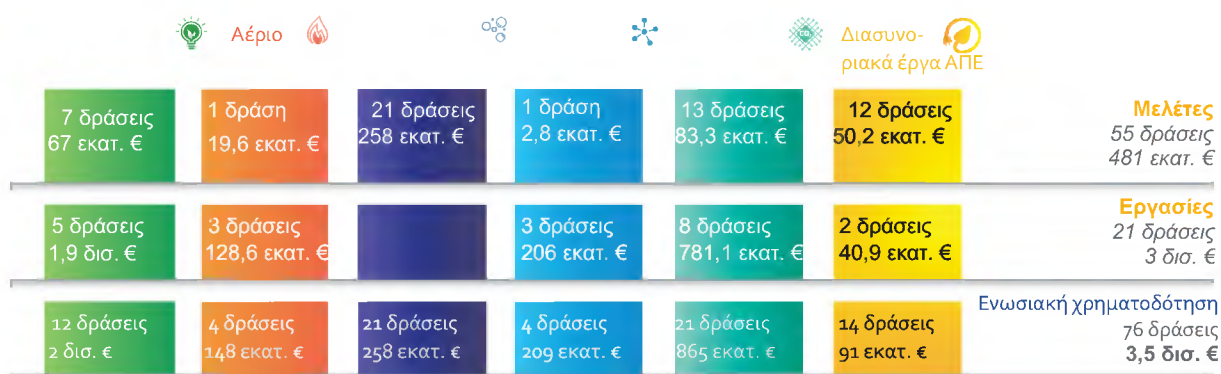 Αέριο
Διασυνο-
ριακά έργα ΑΠΕ
7 δράσεις
67 εκατ. €
1 δράση
19,6 εκατ. €
21 δράσεις
258 εκατ. €
1 δράση
2,8 εκατ. €
13 δράσεις
83,3 εκατ. €
12 δράσεις
50,2 εκατ. €
Μελέτες
55 δράσεις
481 εκατ. €
5 δράσεις
1,9 δισ. €
3 δράσεις
128,6 εκατ. €
3 δράσεις
206 εκατ. €
8 δράσεις
781,1 εκατ. €
2 δράσεις
40,9 εκατ. €
Εργασίες
21 δράσεις
3 δισ. €
12 δράσεις
2 δισ. €
4 δράσεις
148 εκατ. €
21 δράσεις
258 εκατ. €
4 δράσεις
209 εκατ. €
21 δράσεις
865 εκατ. €
14 δράσεις
91 εκατ. €
Ενωσιακή χρηματοδότηση
76 δράσεις
3,5 δισ. €